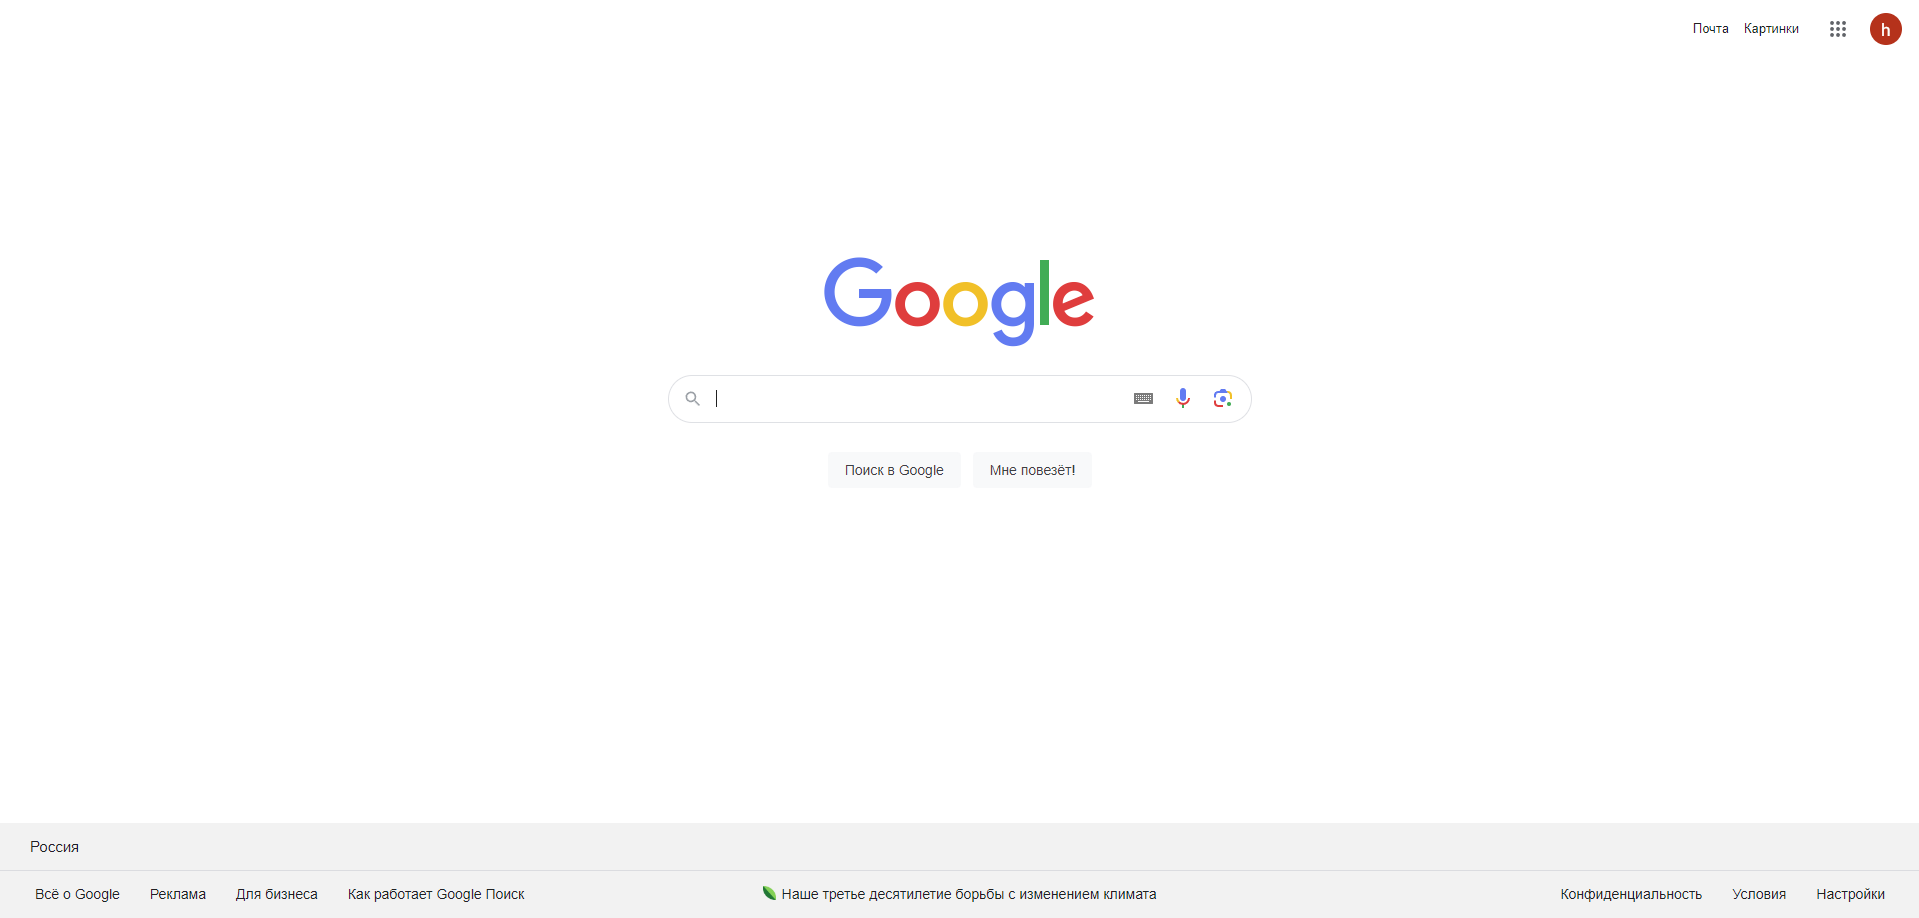 Почта Картинки h
Google
Поиск в Google Мне повезёт!
Россия
Всё о Google Реклама Для бизнеса Как работает Google Поиск Наше третье десятилетие борьбы с изменением климата Конфиденциальность Условия Настройки